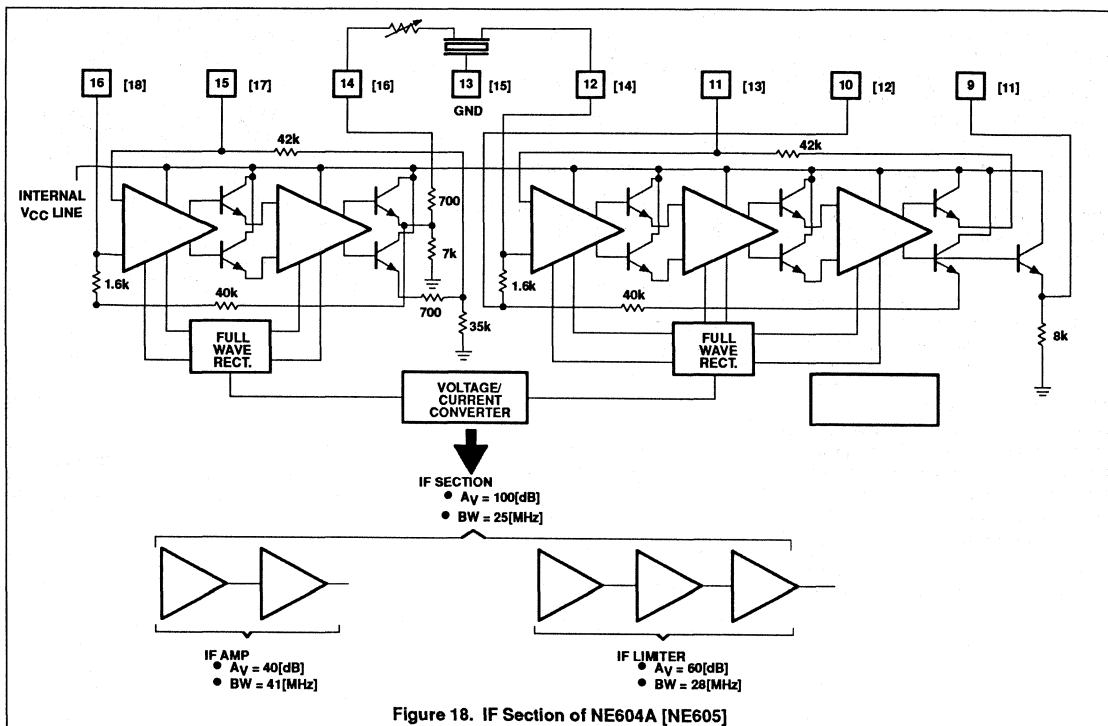 16 [18] 15 [17] 14 [16] 13 [15] 12 [14] 11 [13] 10 [12] 9 [11]
GND
42k
42k
INTERNAL
VCC LINE
700
7k
1.6k
40k
700
35k
1.6k
40k
8k
FULL
WAVE
RECT.
FULL
WAVE
RECT.
VOLTAGE/
CURRENT
CONVERTER
IF SECTION
● AV = 100[dB]
● BW = 25[MHz]
IF AMP
● AV = 40[dB]
● BW = 41[MHz]
IF LIMITER
● AV = 60[dB]
● BW = 28[MHz]
Figure 18. IF Section of NE604A [NE605]